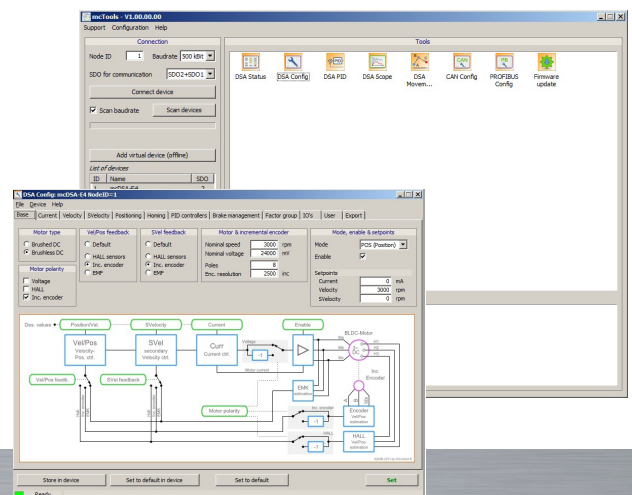 mcTools - V1.00.00.00
Support Configuration Help
Connection
Node ID 1 Baudrate 500 kBit
SDO for communication SDO2+SDO1
Connect device
Scan baudrate Scan devices
Add virtual device (offline)
List of devices
ID Name SDO
1 mcDSA-E4 2
Tools
DSA Status DSA Config DSA PID DSA Scope DSA Movem... CAN Config PROFIBUS Config Firmware update
DSA Config: mcDSA-E4 NodeID=1
File Device Help
Base Current Velocity SVelocity Positioning Honing PID controllers Brake management Factor group IO's User Export
Motor type
Brushed DC
Brushless DC
Motor polarity
Voltage
HALL
Inc. encoder
Vel/Pos feedback
Default
HALL sensors
Inc. encoder
EMF
SVel feedback
Default
HALL sensors
Inc. encoder
EMF
Motor & incremental encoder
Nominal speed 3000 rpm
Nominal voltage 24000 mV
Poles 8
Enc. resolution 2500 inc
Mode, enable & setpoints
Mode POS (Position)
Enable
Setpoints
Current 0 mA
Velocity 3000 rpm
SVelocity 0 rpm
Des. values Position/Vel. SVelocity Current Enable
Vel/Pos
Velocity-
Pos. ctrl.
SVel
secondary
Velocity ctrl.
Curr
Current ctrl.
Voltage
-1
Motor current
BLDC-Motor
DC
Inc.
Encoder
Vel/Pos feedb.
SVel feedback
EMK
estimation
Motor polarity
Inc. encoder
-1
Encoder
Vel/Pos
estimation
HALL
-1
HALL
Vel/Pos
estimation
Store in device Set to default in device Set to default Set
Ready